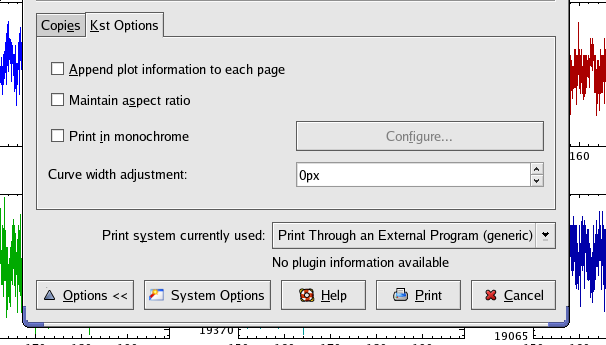 Copies Kst Options
Append plot information to each page
Maintain aspect ratio
Print in monochrome Configure...
160
Curve width adjustment: 0px
Print system currently used: Print Through an External Program (generic)
No plugin information available
Options << System Options Help Print Cancel
19370 19065